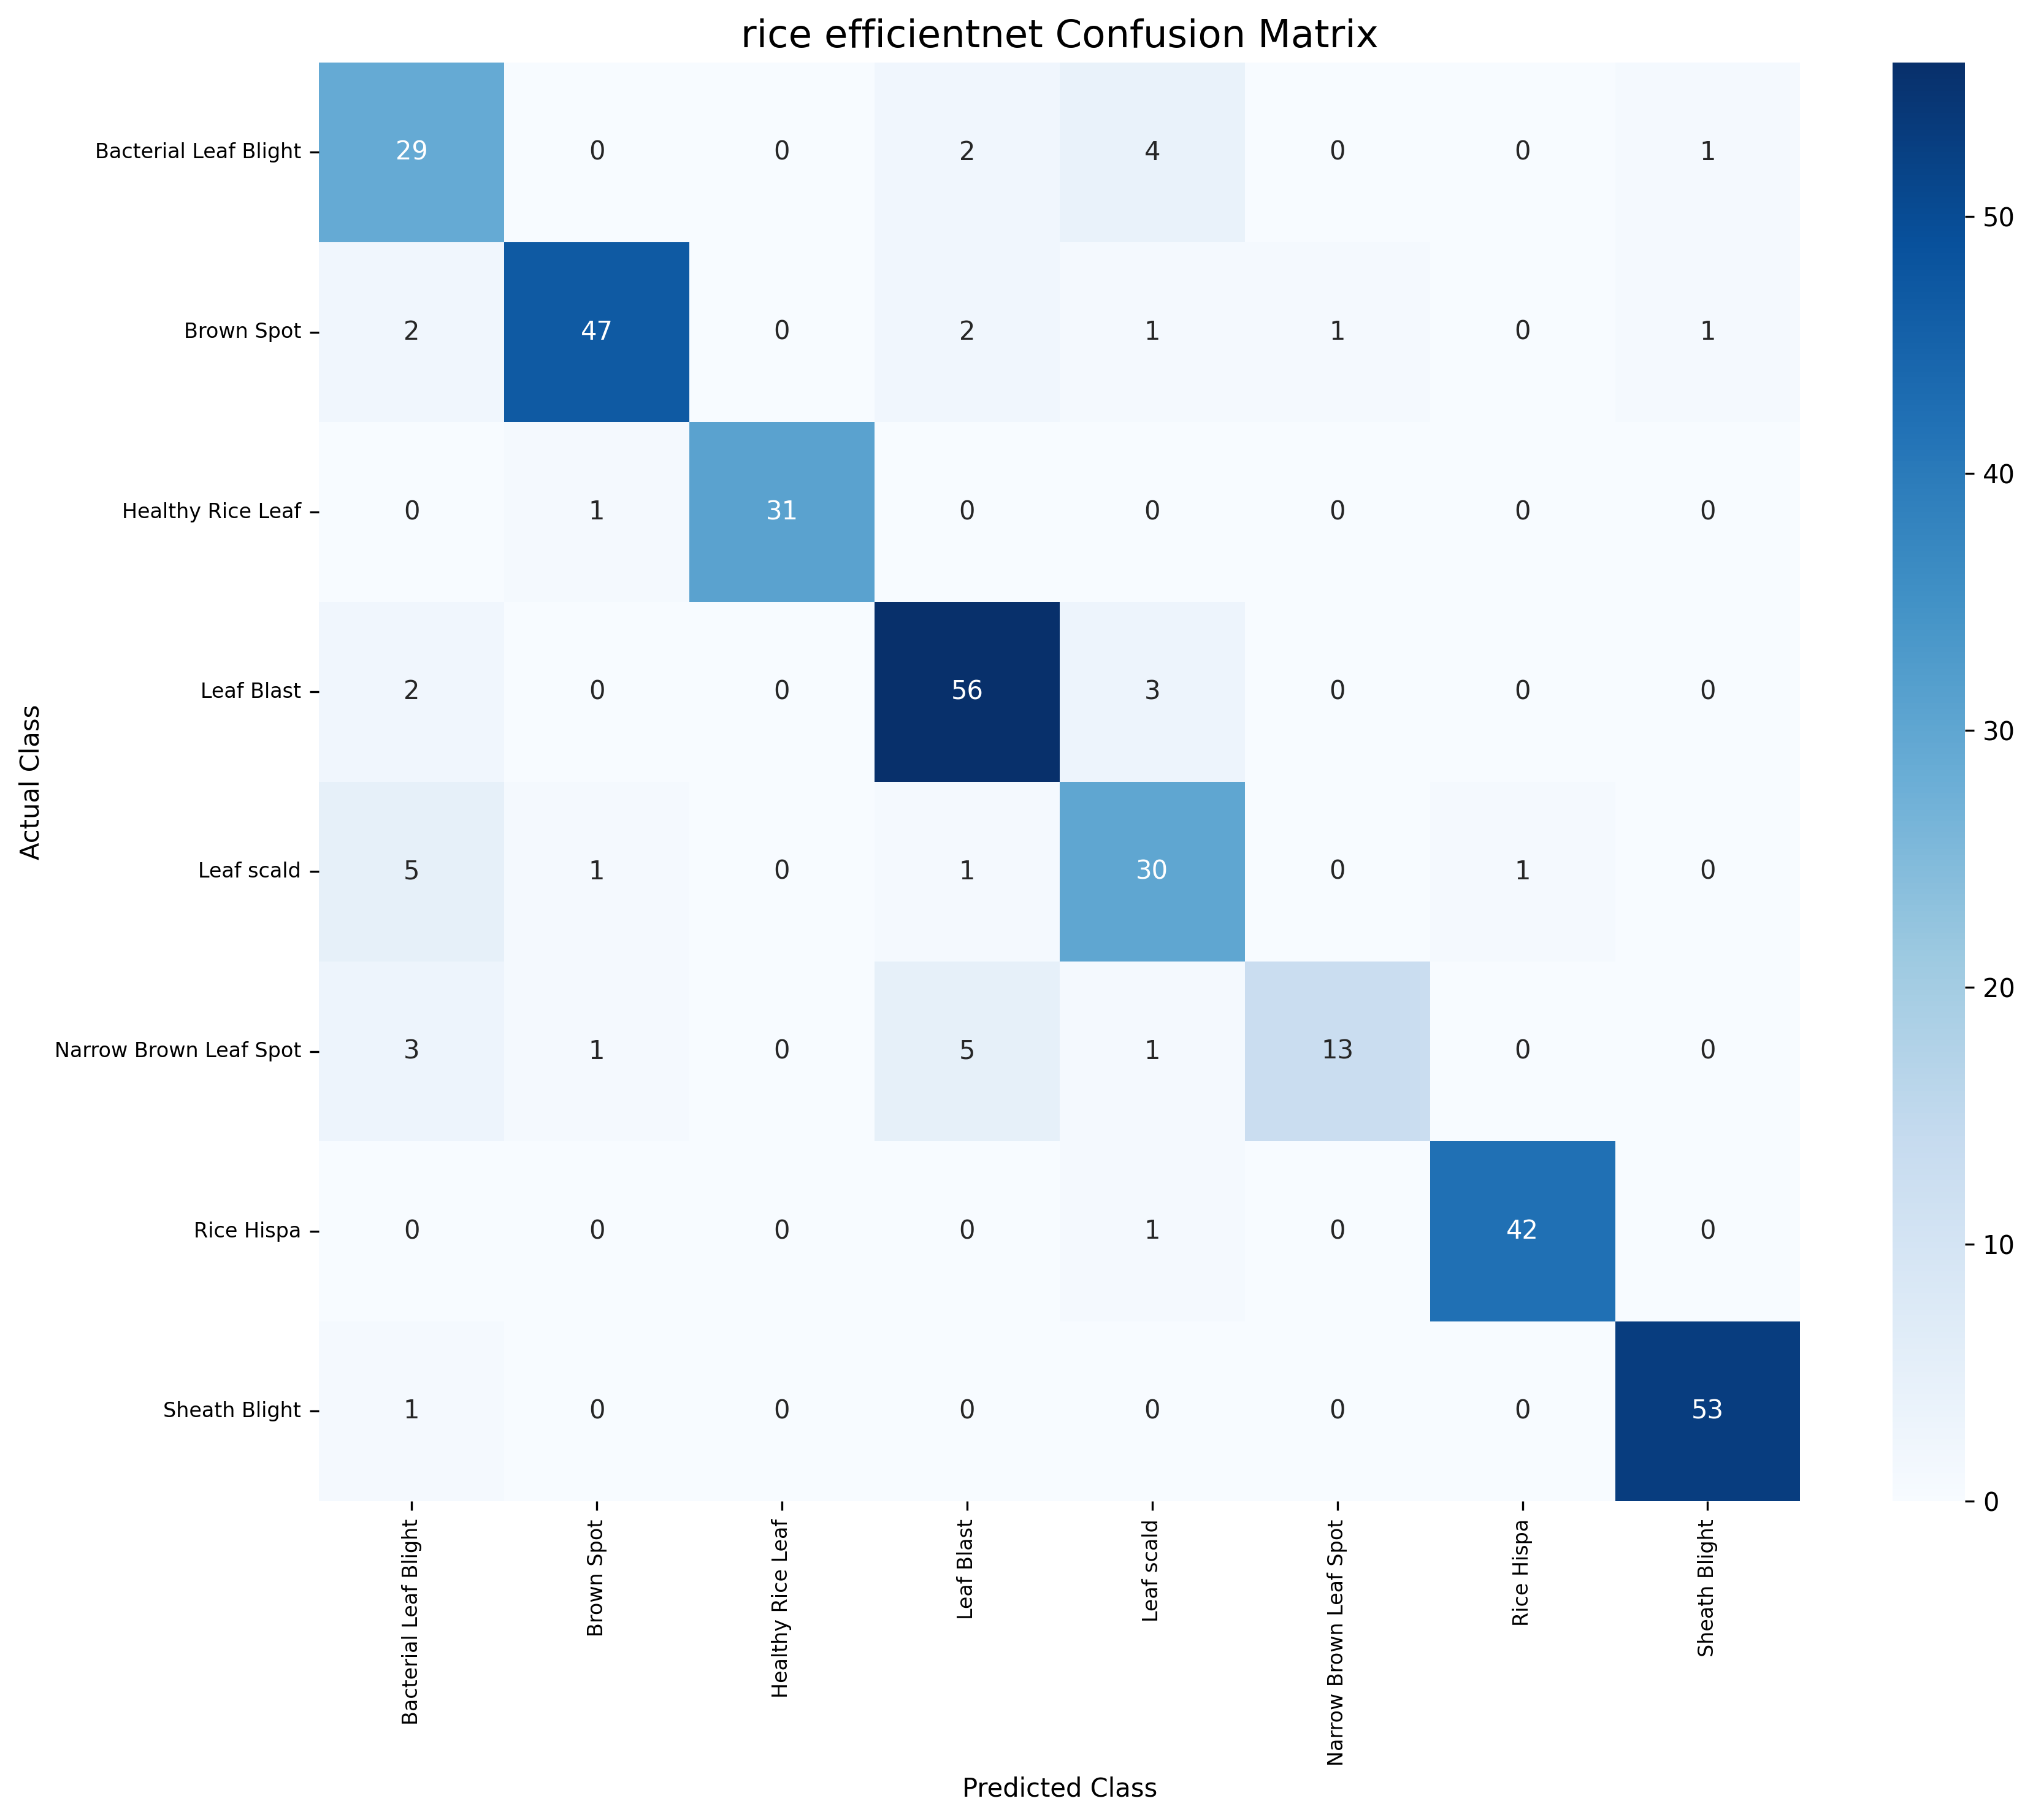 rice efficientnet Confusion Matrix
Actual Class
Bacterial Leaf Blight 29 0 0 2 4 0 0 1
Brown Spot 2 47 0 2 1 1 0 1
Healthy Rice Leaf 0 1 31 0 0 0 0 0
Leaf Blast 2 0 0 56 3 0 0 0
Leaf scald 5 1 0 1 30 0 1 0
Narrow Brown Leaf Spot 3 1 0 5 1 13 0 0
Rice Hispa 0 0 0 0 1 0 42 0
Sheath Blight 1 0 0 0 0 0 0 53
Bacterial Leaf Blight
Brown Spot
Healthy Rice Leaf
Leaf Blast
Leaf scald
Narrow Brown Leaf Spot
Rice Hispa
Sheath Blight
Predicted Class
50
40
30
20
10
0